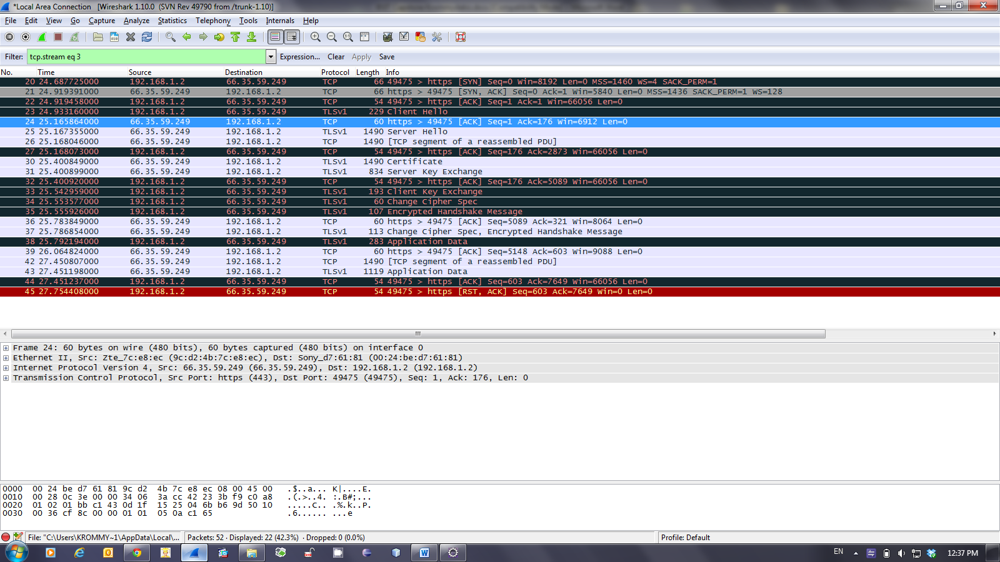 *Local Area Connection [Wireshark 1.10.0 (SVN Rev 49790 from /trunk-1.10)]
File Edit View Go Capture Analyze Statistics Telephony Tools Internals Help
Filter: tcp.stream eq 3 Expression... Clear Apply Save
No. Time Source Destination Protocol Length Info
20 24.687725000 192.168.1.2 66.35.59.249 TCP 66 49475 > https [SYN] Seq=0 Win=8192 Len=0 MSS=1460 WS=4 SACK_PERM=1
21 24.919391000 66.35.59.249 192.168.1.2 TCP 66 https > 49475 [SYN, ACK] Seq=0 Ack=1 Win=5840 Len=0 MSS=1436 SACK_PERM=1 WS=128
22 24.919458000 192.168.1.2 66.35.59.249 TCP 54 49475 > https [ACK] Seq=1 Ack=1 Win=66056 Len=0
23 24.933160000 192.168.1.2 66.35.59.249 TLSv1 229 Client Hello
24 25.165864000 66.35.59.249 192.168.1.2 TCP 60 https > 49475 [ACK] Seq=1 Ack=176 Win=6912 Len=0
25 25.167355000 66.35.59.249 192.168.1.2 TLSv1 1490 Server Hello
26 25.168046000 66.35.59.249 192.168.1.2 TCP 1490 [TCP segment of a reassembled PDU]
27 25.168073000 192.168.1.2 66.35.59.249 TCP 54 49475 > https [ACK] Seq=176 Ack=2873 Win=66056 Len=0
30 25.400849000 66.35.59.249 192.168.1.2 TLSv1 1490 Certificate
31 25.400899000 66.35.59.249 192.168.1.2 TLSv1 834 Server Key Exchange
32 25.400920000 192.168.1.2 66.35.59.249 TCP 54 49475 > https [ACK] Seq=176 Ack=5089 Win=66056 Len=0
33 25.542959000 192.168.1.2 66.35.59.249 TLSv1 193 Client Key Exchange
34 25.553577000 192.168.1.2 66.35.59.249 TLSv1 60 Change Cipher Spec
35 25.555926000 192.168.1.2 66.35.59.249 TLSv1 107 Encrypted Handshake Message
36 25.783849000 66.35.59.249 192.168.1.2 TCP 60 https > 49475 [ACK] Seq=5089 Ack=321 Win=8064 Len=0
37 25.786854000 66.35.59.249 192.168.1.2 TLSv1 113 Change Cipher Spec, Encrypted Handshake Message
38 25.792194000 192.168.1.2 66.35.59.249 TLSv1 283 Application Data
39 26.064824000 66.35.59.249 192.168.1.2 TCP 60 https > 49475 [ACK] Seq=5148 Ack=603 Win=9088 Len=0
42 27.450807000 66.35.59.249 192.168.1.2 TCP 1490 [TCP segment of a reassembled PDU]
43 27.451198000 66.35.59.249 192.168.1.2 TLSv1 1119 Application Data
44 27.451237000 192.168.1.2 66.35.59.249 TCP 54 49475 > https [ACK] Seq=603 Ack=7649 Win=66056 Len=0
45 27.754408000 192.168.1.2 66.35.59.249 TCP 54 49475 > https [RST, ACK] Seq=603 Ack=7649 Win=0 Len=0
Frame 24: 60 bytes on wire (480 bits), 60 bytes captured (480 bits) on interface 0
Ethernet II, Src: Zte_7c:e8:ec (9c:d2:4b:7c:e8:ec), Dst: Sony_d7:61:81 (00:24:be:d7:61:81)
Internet Protocol Version 4, Src: 66.35.59.249 (66.35.59.249), Dst: 192.168.1.2 (192.168.1.2)
Transmission Control Protocol, Src Port: https (443), Dst Port: 49475 (49475), Seq: 1, Ack: 176, Len: 0
0000 00 24 be d7 61 81 9c d2 4b 7c e8 ec 08 00 45 00 .$..a... K|....E.
0010 00 28 0c 3e 00 00 34 06 3a cc 42 23 3b f9 c0 a8 .(.>..4. :.B#;...
0020 01 02 01 bb c1 43 0d 1f 15 25 04 6b b6 9d 50 10 .....C.. .%.k..P.
0030 00 36 cf 8c 00 00 01 01 05 0a c1 65 .6...... ...e
File: "C:\Users\KROMMY~1\AppData\Local\... Packets: 52 · Displayed: 22 (42.3%) · Dropped: 0 (0.0%) Profile: Default
EN 12:37 PM